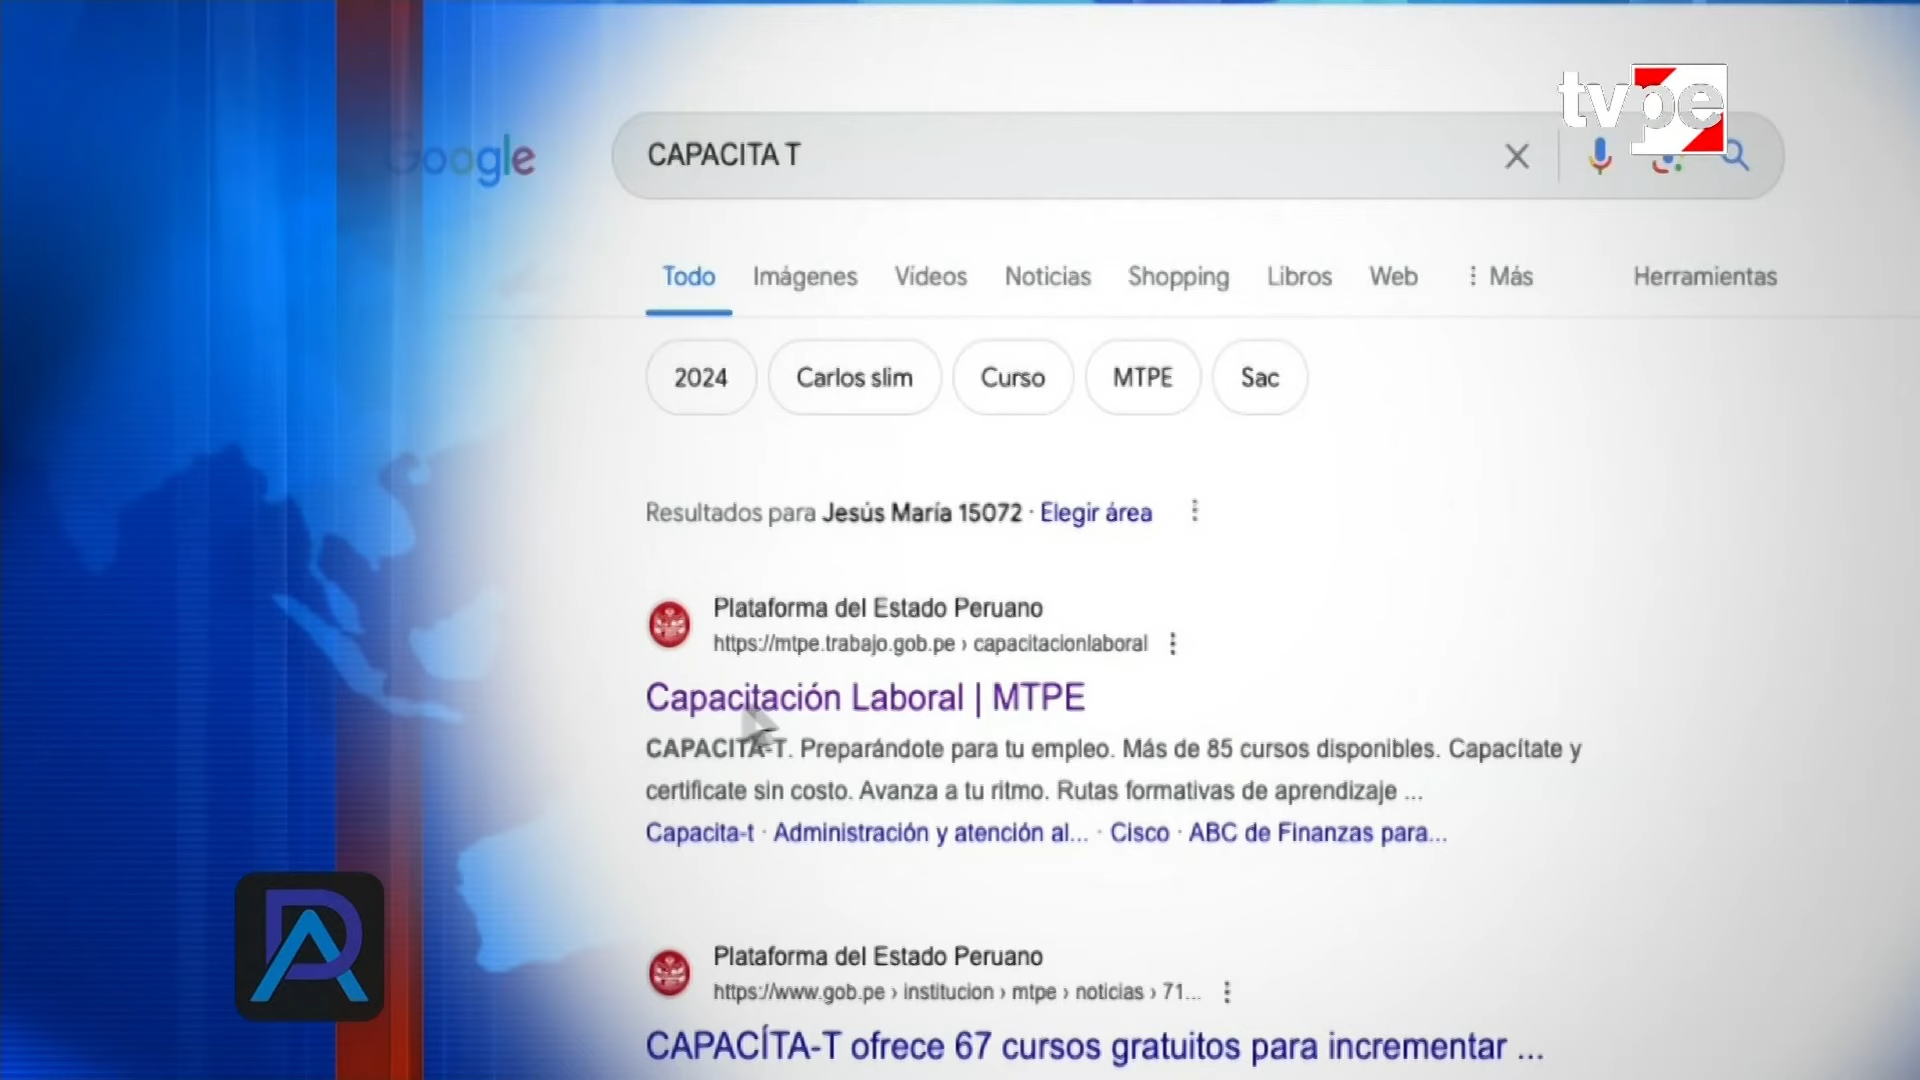 tvpe
Google
CAPACITA T
Todo Imágenes Vídeos Noticias Shopping Libros Web Más Herramientas
2024 Carlos slim Curso MTPE Sac
Resultados para Jesús María 15072 · Elegir área
Plataforma del Estado Peruano
https://mtpe.trabajo.gob.pe › capacitacionlaboral
Capacitación Laboral | MTPE
CAPACITA-T. Preparándote para tu empleo. Más de 85 cursos disponibles. Capacítate y
certificate sin costo. Avanza a tu ritmo. Rutas formativas de aprendizaje ...
Capacita-t · Administración y atención al... · Cisco · ABC de Finanzas para...
Plataforma del Estado Peruano
https://www.gob.pe › institucion › mtpe › noticias › 71...
CAPACÍTA-T ofrece 67 cursos gratuitos para incrementar ...